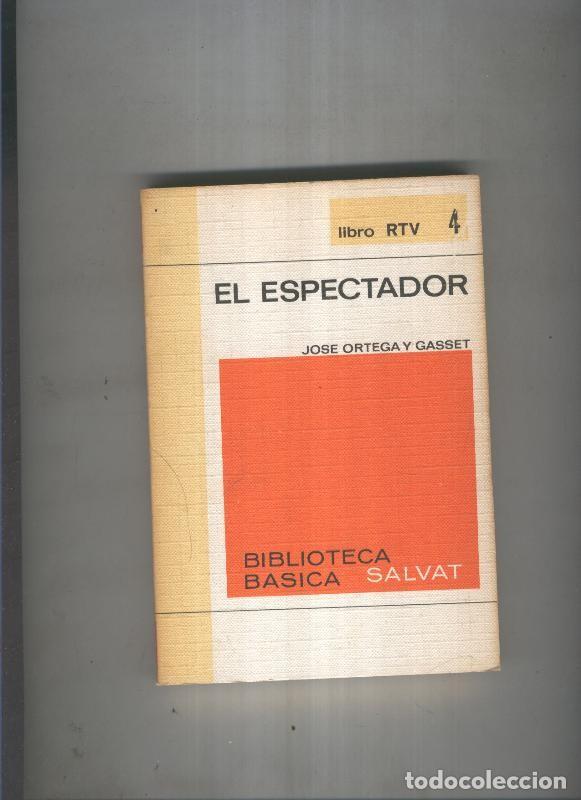 libro RTV 4
EL ESPECTADOR
JOSE ORTEGA Y GASSET
BIBLIOTECA
BASICA SALVAT
todocoleccion